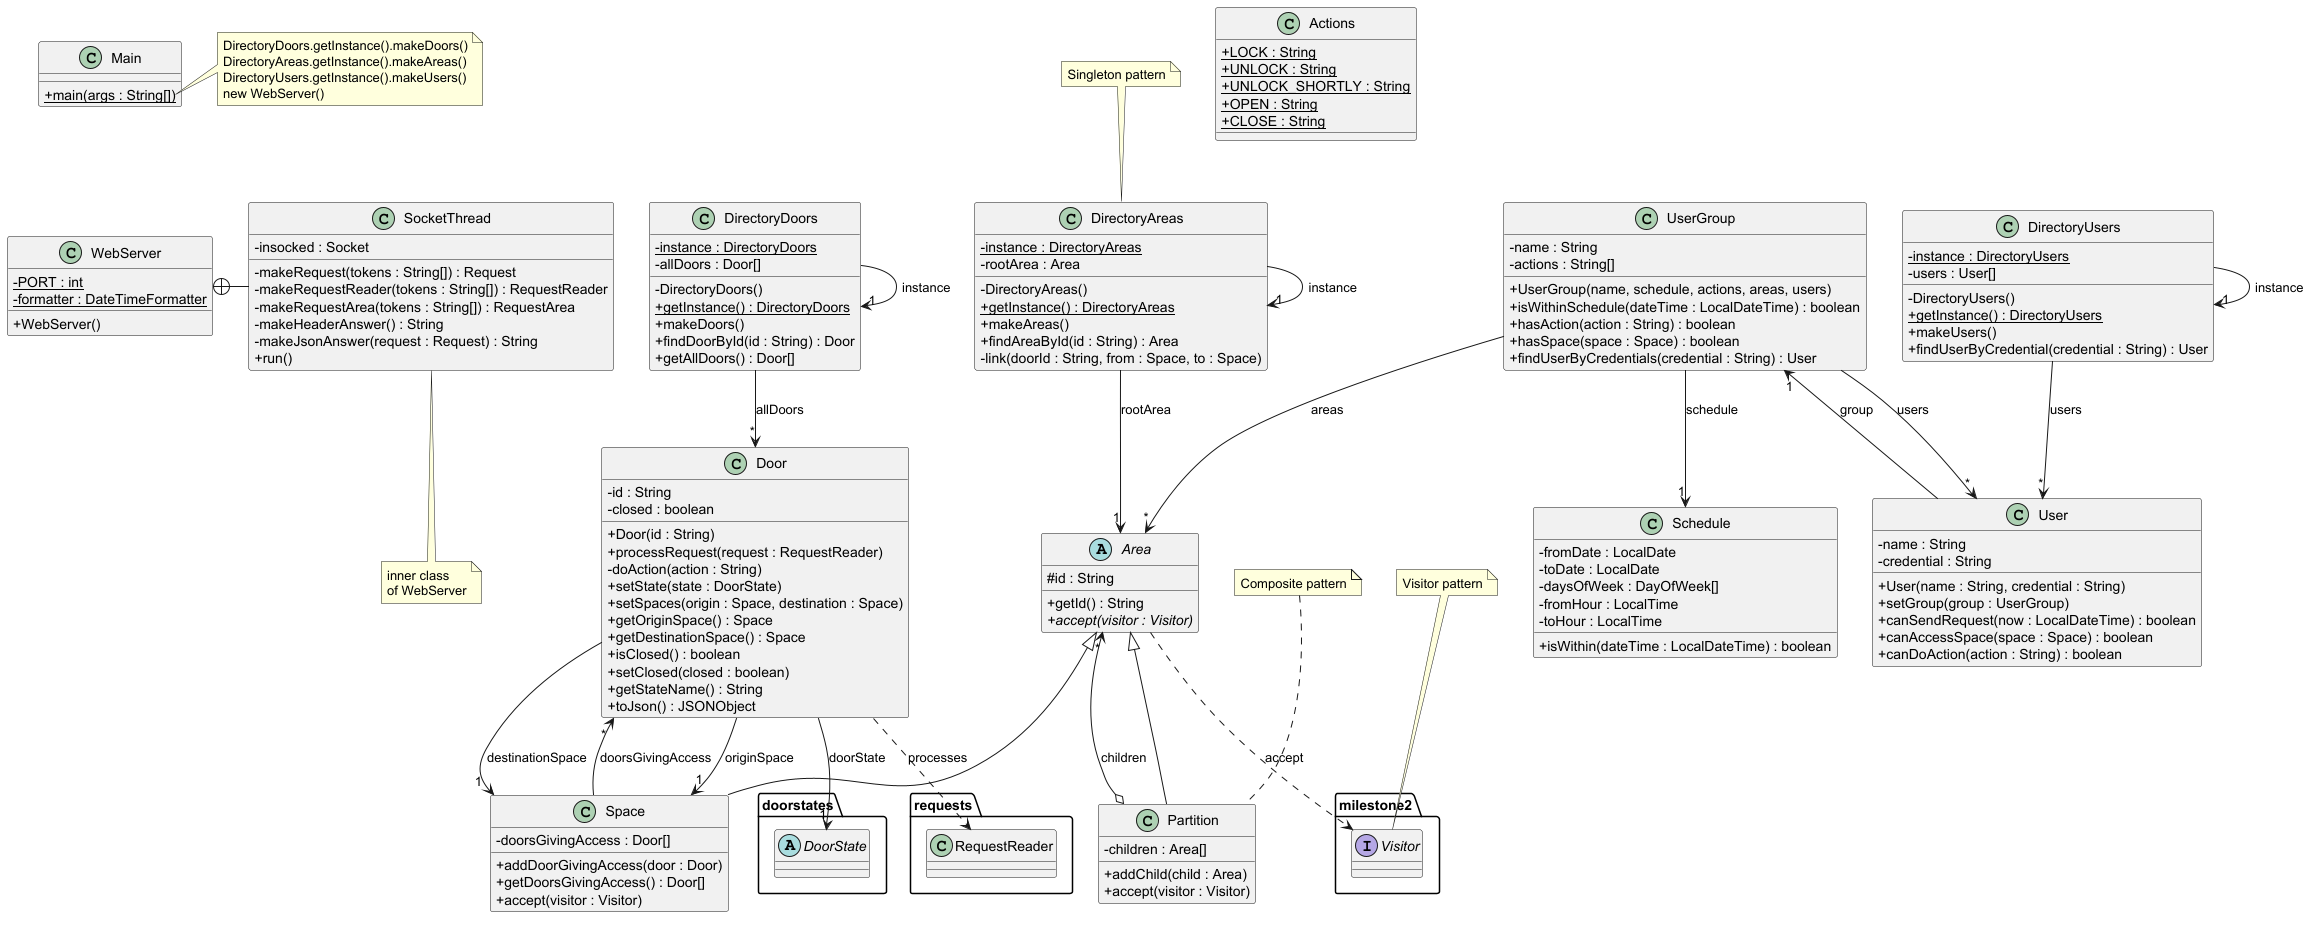 C Main
+main(args : String[])
DirectoryDoors.getInstance().makeDoors()
DirectoryAreas.getInstance().makeAreas()
DirectoryUsers.getInstance().makeUsers()
new WebServer()
Singleton pattern
C Actions
+LOCK : String
+UNLOCK : String
+UNLOCK_SHORTLY : String
+OPEN : String
+CLOSE : String
C WebServer
-PORT : int
-formatter : DateTimeFormatter
+WebServer()
C SocketThread
-insocked : Socket
-makeRequest(tokens : String[]) : Request
-makeRequestReader(tokens : String[]) : RequestReader
-makeRequestArea(tokens : String[]) : RequestArea
-makeHeaderAnswer() : String
-makeJsonAnswer(request : Request) : String
+run()
C DirectoryDoors
-instance : DirectoryDoors
-allDoors : Door[]
-DirectoryDoors()
+getInstance() : DirectoryDoors
+makeDoors()
+findDoorById(id : String) : Door
+getAllDoors() : Door[]
1
instance
C DirectoryAreas
-instance : DirectoryAreas
-rootArea : Area
-DirectoryAreas()
+getInstance() : DirectoryAreas
+makeAreas()
+findAreaById(id : String) : Area
-link(doorId : String, from : Space, to : Space)
1
instance
C UserGroup
-name : String
-actions : String[]
+UserGroup(name, schedule, actions, areas, users)
+isWithinSchedule(dateTime : LocalDateTime) : boolean
+hasAction(action : String) : boolean
+hasSpace(space : Space) : boolean
+findUserByCredentials(credential : String) : User
C DirectoryUsers
-instance : DirectoryUsers
-users : User[]
-DirectoryUsers()
+getInstance() : DirectoryUsers
+makeUsers()
+findUserByCredential(credential : String) : User
1
instance
allDoors
*
rootArea
1
areas
*
schedule
1
1
group
users
*
users
*
inner class
of WebServer
C Door
-id : String
-closed : boolean
+Door(id : String)
+processRequest(request : RequestReader)
-doAction(action : String)
+setState(state : DoorState)
+setSpaces(origin : Space, destination : Space)
+getOriginSpace() : Space
+getDestinationSpace() : Space
+isClosed() : boolean
+setClosed(closed : boolean)
+getStateName() : String
+toJson() : JSONObject
A Area
#id : String
+getId() : String
+accept(visitor : Visitor)
Composite pattern
Visitor pattern
C Schedule
-fromDate : LocalDate
-toDate : LocalDate
-daysOfWeek : DayOfWeek[]
-fromHour : LocalTime
-toHour : LocalTime
+isWithin(dateTime : LocalDateTime) : boolean
C User
-name : String
-credential : String
+User(name : String, credential : String)
+setGroup(group : UserGroup)
+canSendRequest(now : LocalDateTime) : boolean
+canAccessSpace(space : Space) : boolean
+canDoAction(action : String) : boolean
destinationSpace
1
*
doorsGivingAccess
originSpace
1
doorState
1
processes
*
children
accept
C Space
-doorsGivingAccess : Door[]
+addDoorGivingAccess(door : Door)
+getDoorsGivingAccess() : Door[]
+accept(visitor : Visitor)
doorstates
A DoorState
requests
C RequestReader
C Partition
-children : Area[]
+addChild(child : Area)
+accept(visitor : Visitor)
milestone2
I Visitor